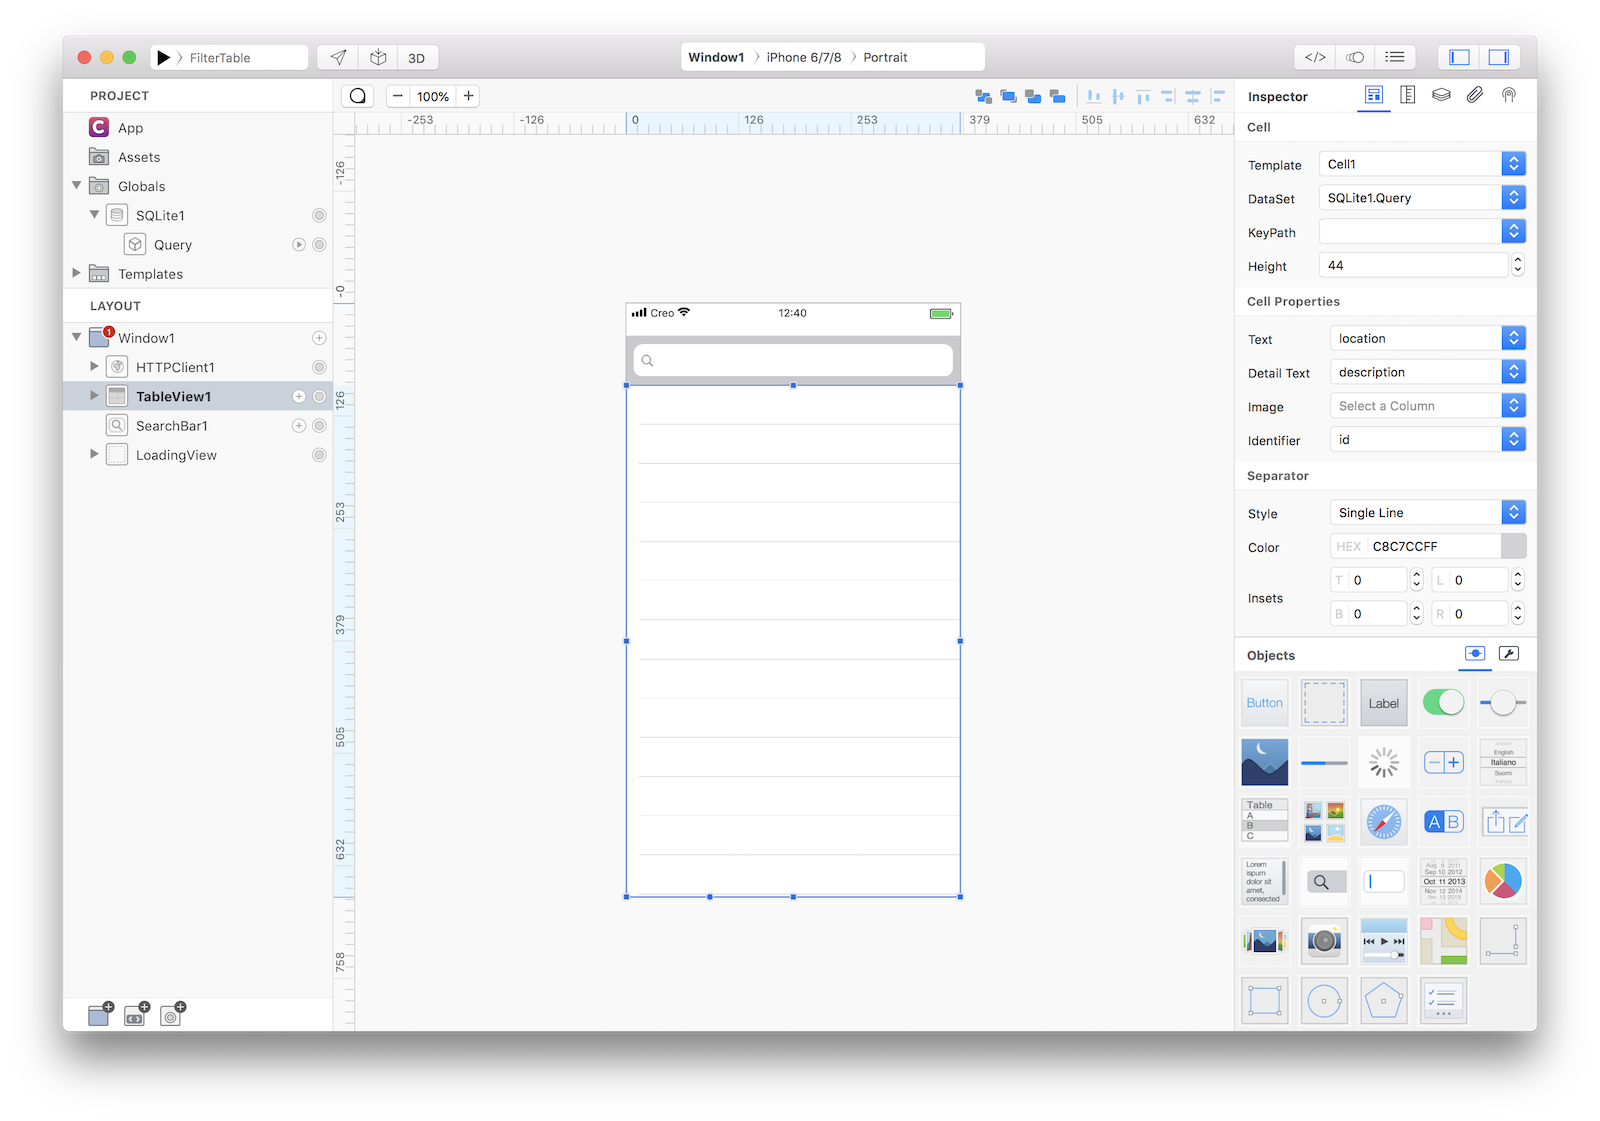 FilterTable
3D
Window1 iPhone 6/7/8 Portrait
PROJECT
C App
Assets
Globals
SQLite1
Query
Templates
LAYOUT
1
Window1
HTTPClient1
TableView1
SearchBar1
LoadingView
100%
-253 -126 0 126 253 379 505 632
-126
-0
126
253
379
505
632
758
Creo 12:40
</>
Inspector
Cell
Template Cell1
DataSet SQLite1.Query
KeyPath
Height 44
Cell Properties
Text location
Detail Text description
Image Select a Column
Identifier id
Separator
Style Single Line
Color HEX C8C7CCFF
Insets
T 0 L 0
B 0 R 0
Objects
Button Label
English
Italiano
Suomi
Table
A
B
C
A B
Lorem
ispum
dolor sit
amet,
consected
Aug 9 2011
Sep 10 2012
Oct 11 2013
Nov 12 2014
Dec 13 2015